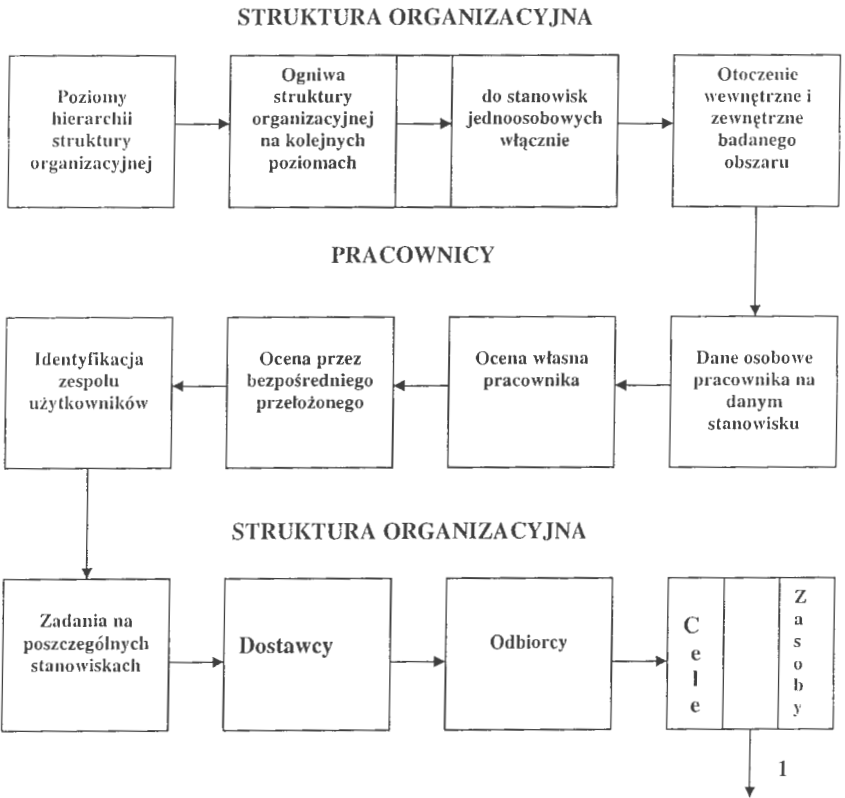 STRUKTURA ORGANIZACYJNA
Poziomy
hierarchii
struktury
organizacyjnej
Ogniwa
struktury
organizacyjnej
na kolejnych
poziomach
do stanowisk
jednoosobowych
włącznie
Otoczenie
wewnętrzne i
zewnętrzne
badanego
obszaru
PRACOWNICY
Identyfikacja
zespołu
użytkowników
Ocena przez
bezpośredniego
przełożonego
Ocena własna
pracownika
Dane osobowe
pracownika na
danym
stanowisku
STRUKTURA ORGANIZACYJNA
Zadania na
poszczególnych
stanowiskach
Dostawcy
Odbiorcy
Cele
Zasoby
1